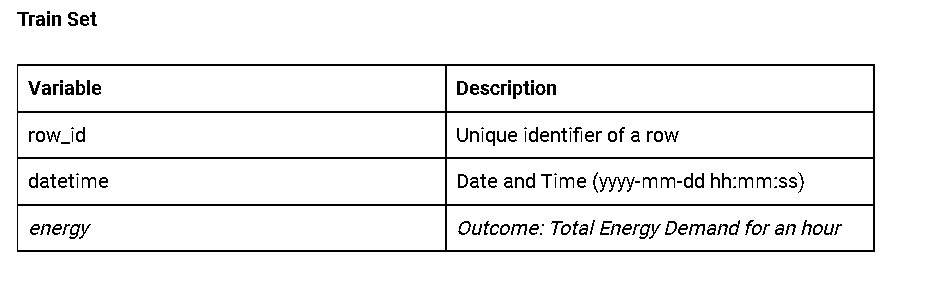 Train Set
Variable Description
row_id Unique identifier of a row
datetime Date and Time (yyyy-mm-dd hh:mm:ss)
energy Outcome: Total Energy Demand for an hour